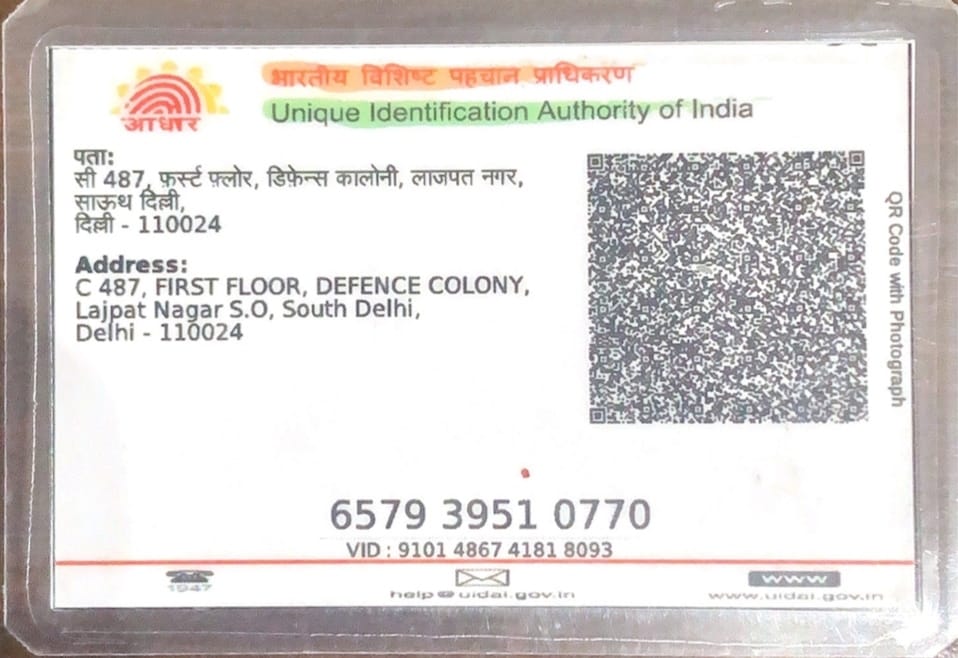 भारतीय विशिष्ट पहचान प्राधिकरण
आधार
Unique Identification Authority of India
पता:
सी 487, फ़र्स्ट फ़्लोर, डिफ़ेन्स कालोनी, लाजपत नगर,
साऊथ दिल्ली,
दिल्ली - 110024
Address:
C 487, FIRST FLOOR, DEFENCE COLONY,
Lajpat Nagar S.O, South Delhi,
Delhi - 110024
QR Code with Photograph
6579 3951 0770
VID : 9101 4867 4181 8093
1947
help@uidai.gov.in
www
www.uidai.gov.in